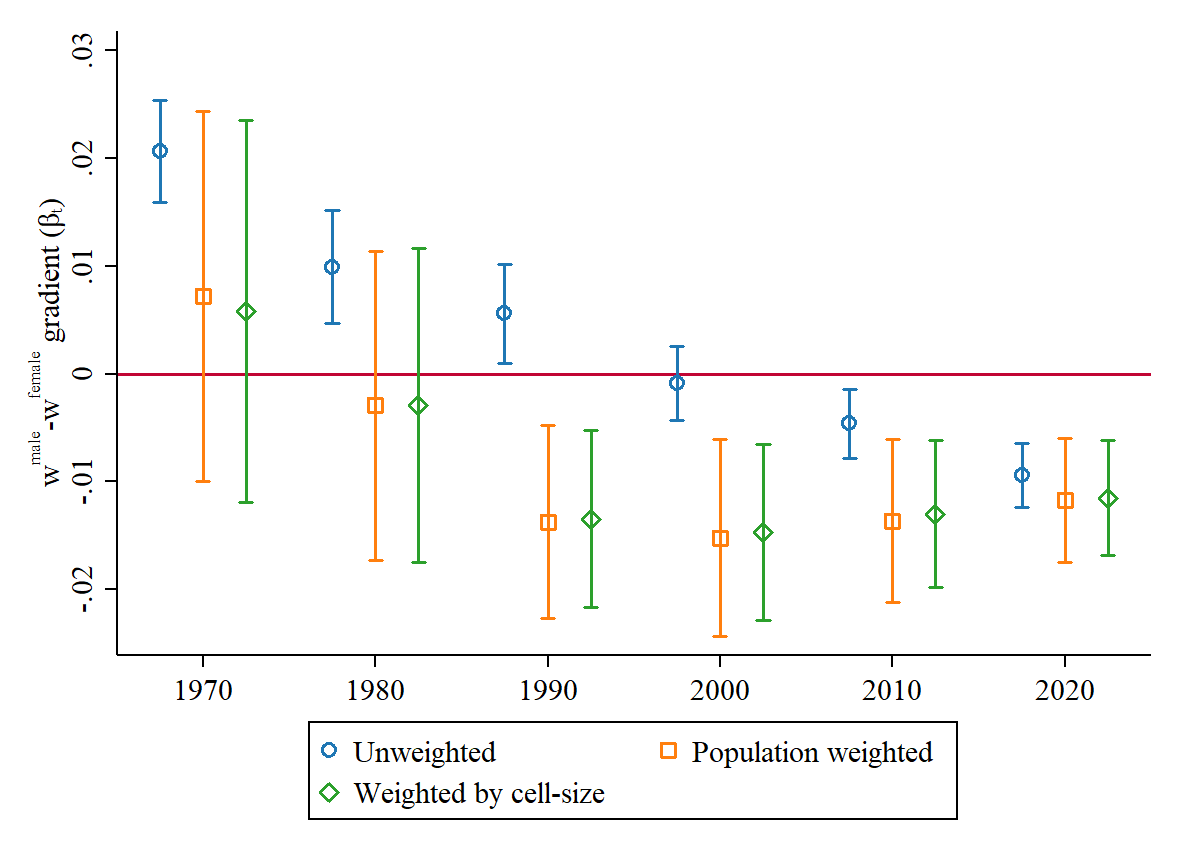 .03
.02
.01
0
-.01
-.02
w^male-w^female gradient (βt)
1970 1980 1990 2000 2010 2020
Unweighted Population weighted
Weighted by cell-size